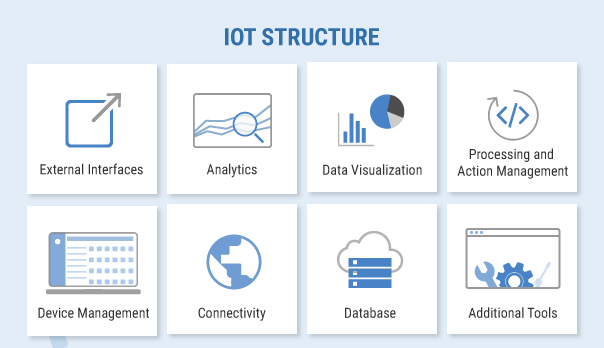 IOT STRUCTURE
External Interfaces
Analytics
Data Visualization
Processing and
Action Management
Device Management
Connectivity
Database
Additional Tools